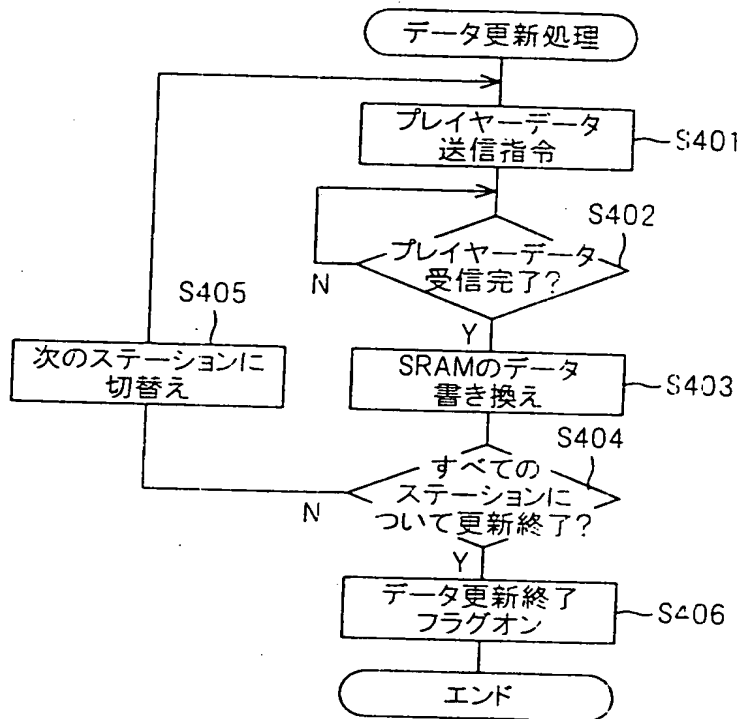 データ更新処理
プレイヤーデータ
送信指令
S401
S402
プレイヤーデータ
受信完了?
N
Y
S405
次のステーションに
切替え
SRAMのデータ
書き換え
S403
S404
すべての
ステーションに
ついて更新終了?
N
Y
データ更新終了
フラグオン
S406
エンド